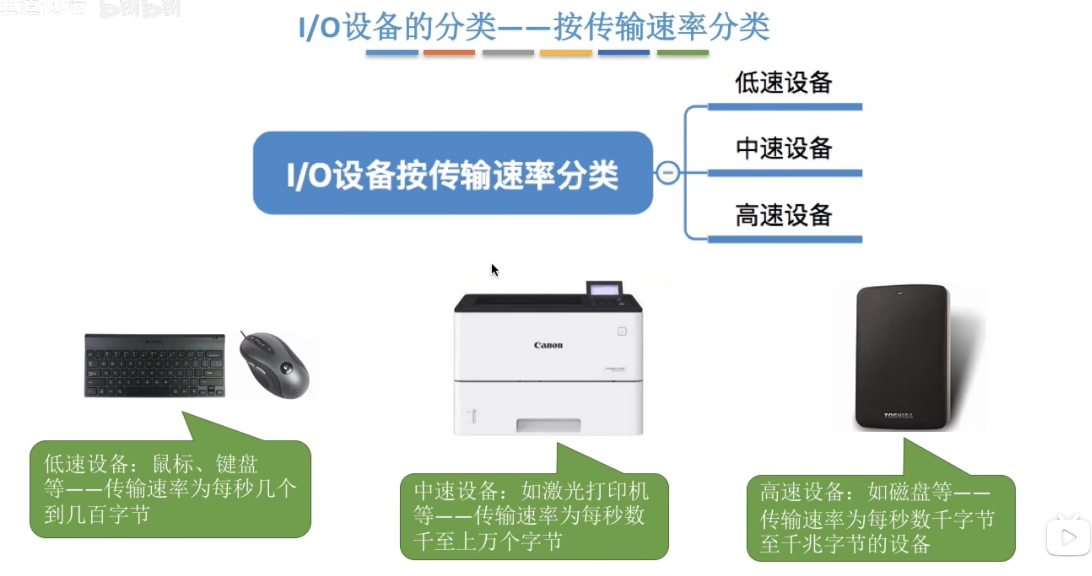 I/O设备的分类——按传输速率分类
I/O设备按传输速率分类
低速设备
中速设备
高速设备
Canon
TOSHIBA
低速设备：鼠标、键盘
等——传输速率为每秒几个
到几百字节
中速设备：如激光打印机
等——传输速率为每秒数
千至上万个字节
高速设备：如磁盘等——
传输速率为每秒数千字节
至千兆字节的设备